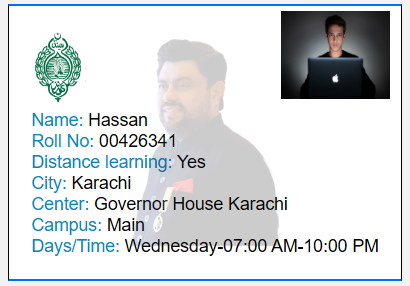 Name: Hassan
Roll No: 00426341
Distance learning: Yes
City: Karachi
Center: Governor House Karachi
Campus: Main
Days/Time: Wednesday-07:00 AM-10:00 PM